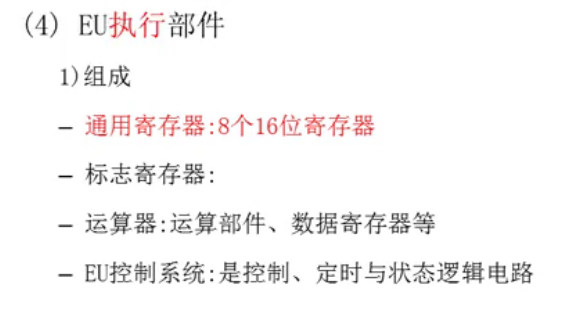 (4) EU执行部件
1)组成
– 通用寄存器:8个16位寄存器
– 标志寄存器:
– 运算器:运算部件、数据寄存器等
– EU控制系统:是控制、定时与状态逻辑电路